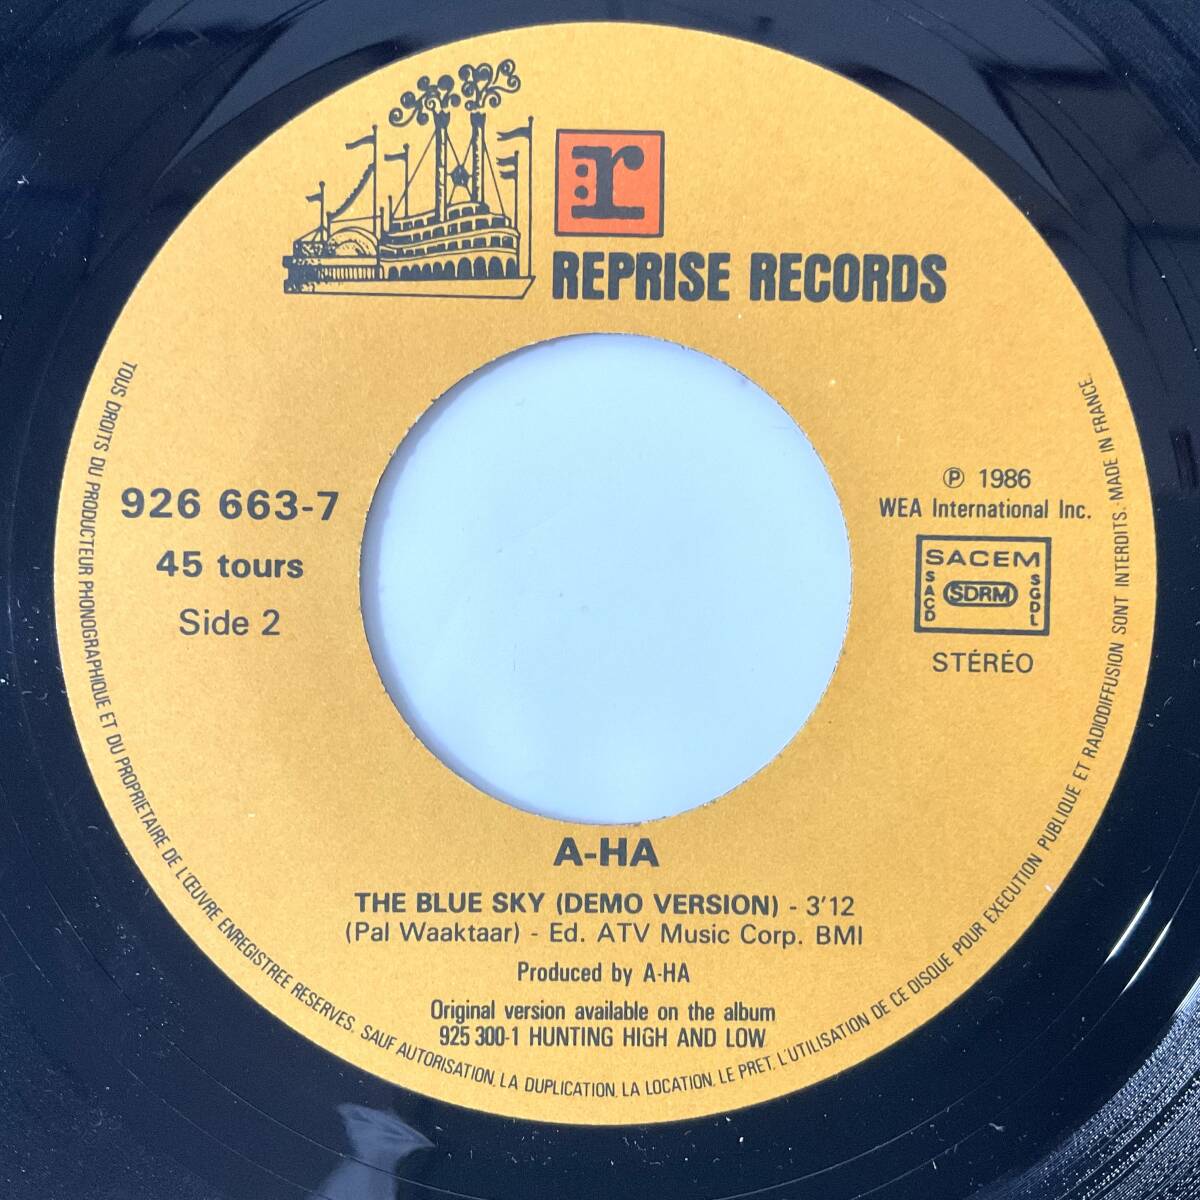 r
REPRISE RECORDS
926 663-7
45 tours
Side 2
℗ 1986
WEA International Inc.
SACEM
SACD
SDRM
SGDL
STÉRÉO
A-HA
THE BLUE SKY (DEMO VERSION) - 3'12
(Pal Waaktaar) - Ed. ATV Music Corp. BMI
Produced by A-HA
Original version available on the album
925 300-1 HUNTING HIGH AND LOW
TOUS DROITS DU PRODUCTEUR PHONOGRAPHIQUE ET DU PROPRIETAIRE DE L'ŒUVRE ENREGISTREE RESERVES. SAUF AUTORISATION, LA DUPLICATION, LA LOCATION, LE PRET, L'UTILISATION DE CE DISQUE POUR EXECUTION PUBLIQUE ET RADIODIFFUSION SONT INTERDITS. MADE IN FRANCE.